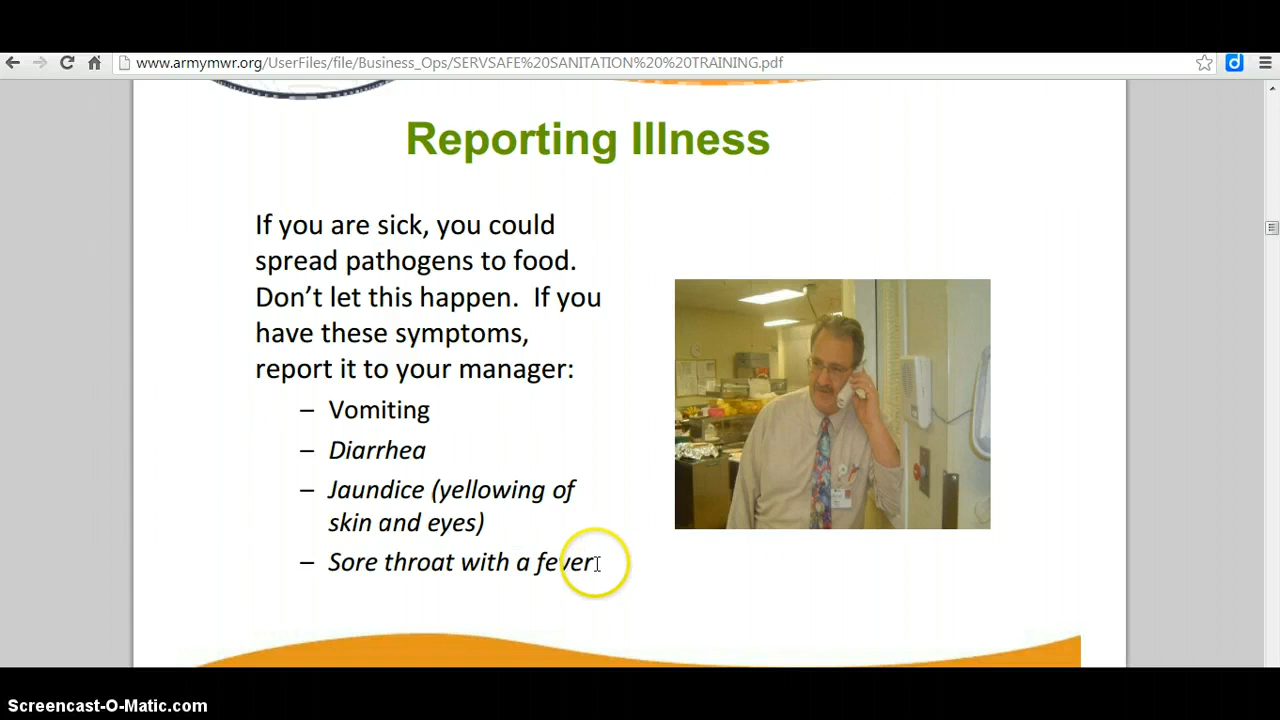 www.armymwr.org/UserFiles/file/Business_Ops/SERVSAFE%20SANITATION%20%20TRAINING.pdf
Reporting Illness
If you are sick, you could
spread pathogens to food.
Don’t let this happen.  If you
have these symptoms,
report it to your manager:
– Vomiting
– Diarrhea
– Jaundice (yellowing of
skin and eyes)
– Sore throat with a fever
Screencast-O-Matic.com